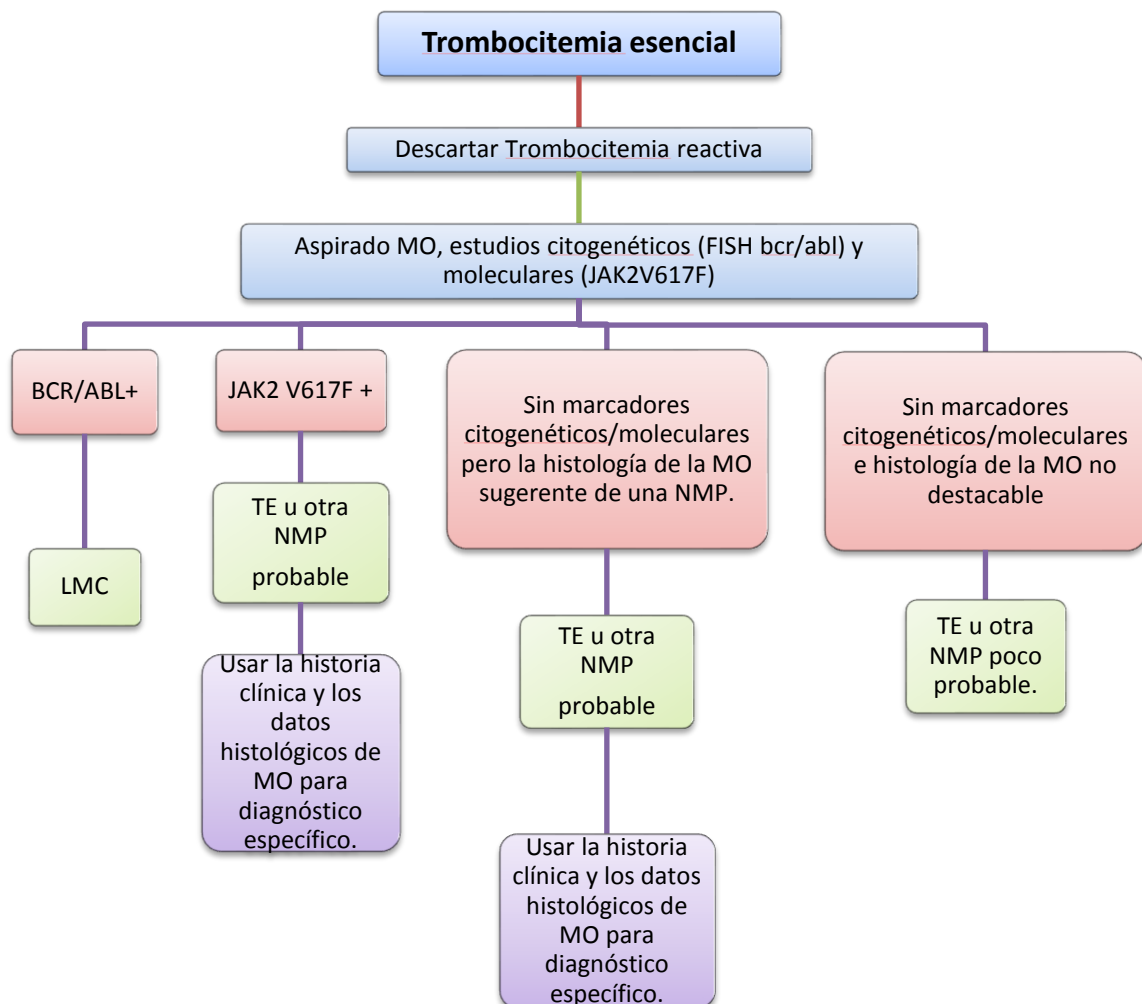 Trombocitemia esencial
Descartar Trombocitemia reactiva
Aspirado MO, estudios citogenéticos (FISH bcr/abl) y
moleculares (JAK2V617F)
BCR/ABL+
LMC
JAK2 V617F +
TE u otra
NMP
probable
Usar la historia
clínica y los
datos
histológicos de
MO para
diagnóstico
específico.
Sin marcadores
citogenéticos/moleculares
pero la histología de la MO
sugerente de una NMP.
TE u otra
NMP
probable
Usar la historia
clínica y los datos
histológicos de
MO para
diagnóstico
específico.
Sin marcadores
citogenéticos/moleculares
e histología de la MO no
destacable
TE u otra
NMP poco
probable.